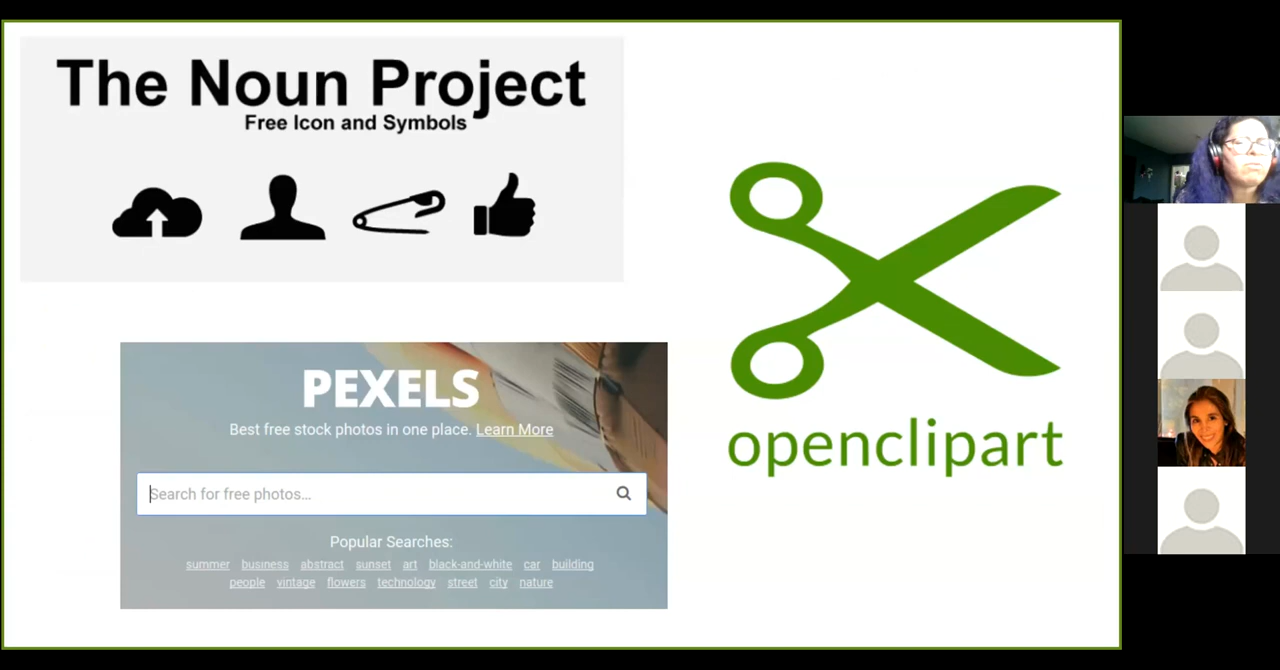 The Noun Project
Free Icon and Symbols
PEXELS
Best free stock photos in one place. Learn More
Search for free photos...
Popular Searches:
summer business abstract sunset art black-and-white car building
people vintage flowers technology street city nature
openclipart